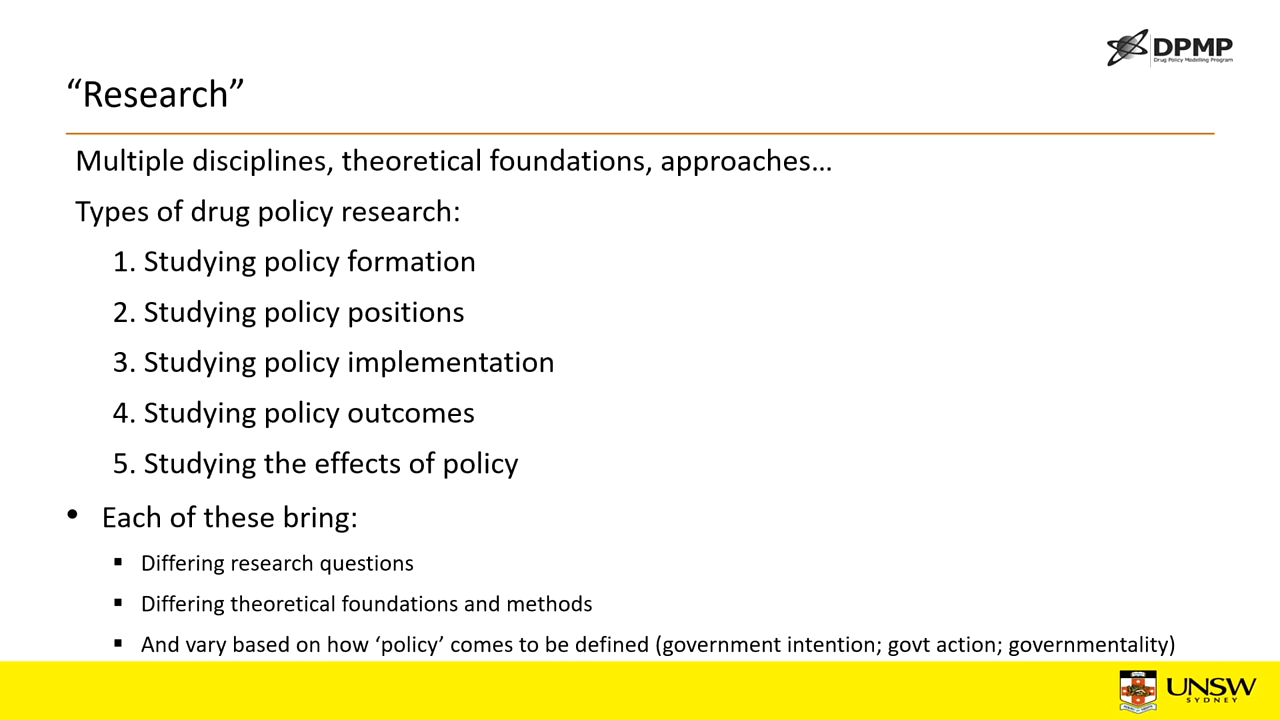 DPMP
Drug Policy Modelling Program
“Research”
Multiple disciplines, theoretical foundations, approaches…
Types of drug policy research:
1. Studying policy formation
2. Studying policy positions
3. Studying policy implementation
4. Studying policy outcomes
5. Studying the effects of policy
• Each of these bring:
▪ Differing research questions
▪ Differing theoretical foundations and methods
▪ And vary based on how ‘policy’ comes to be defined (government intention; govt action; governmentality)
UNSW
SYDNEY